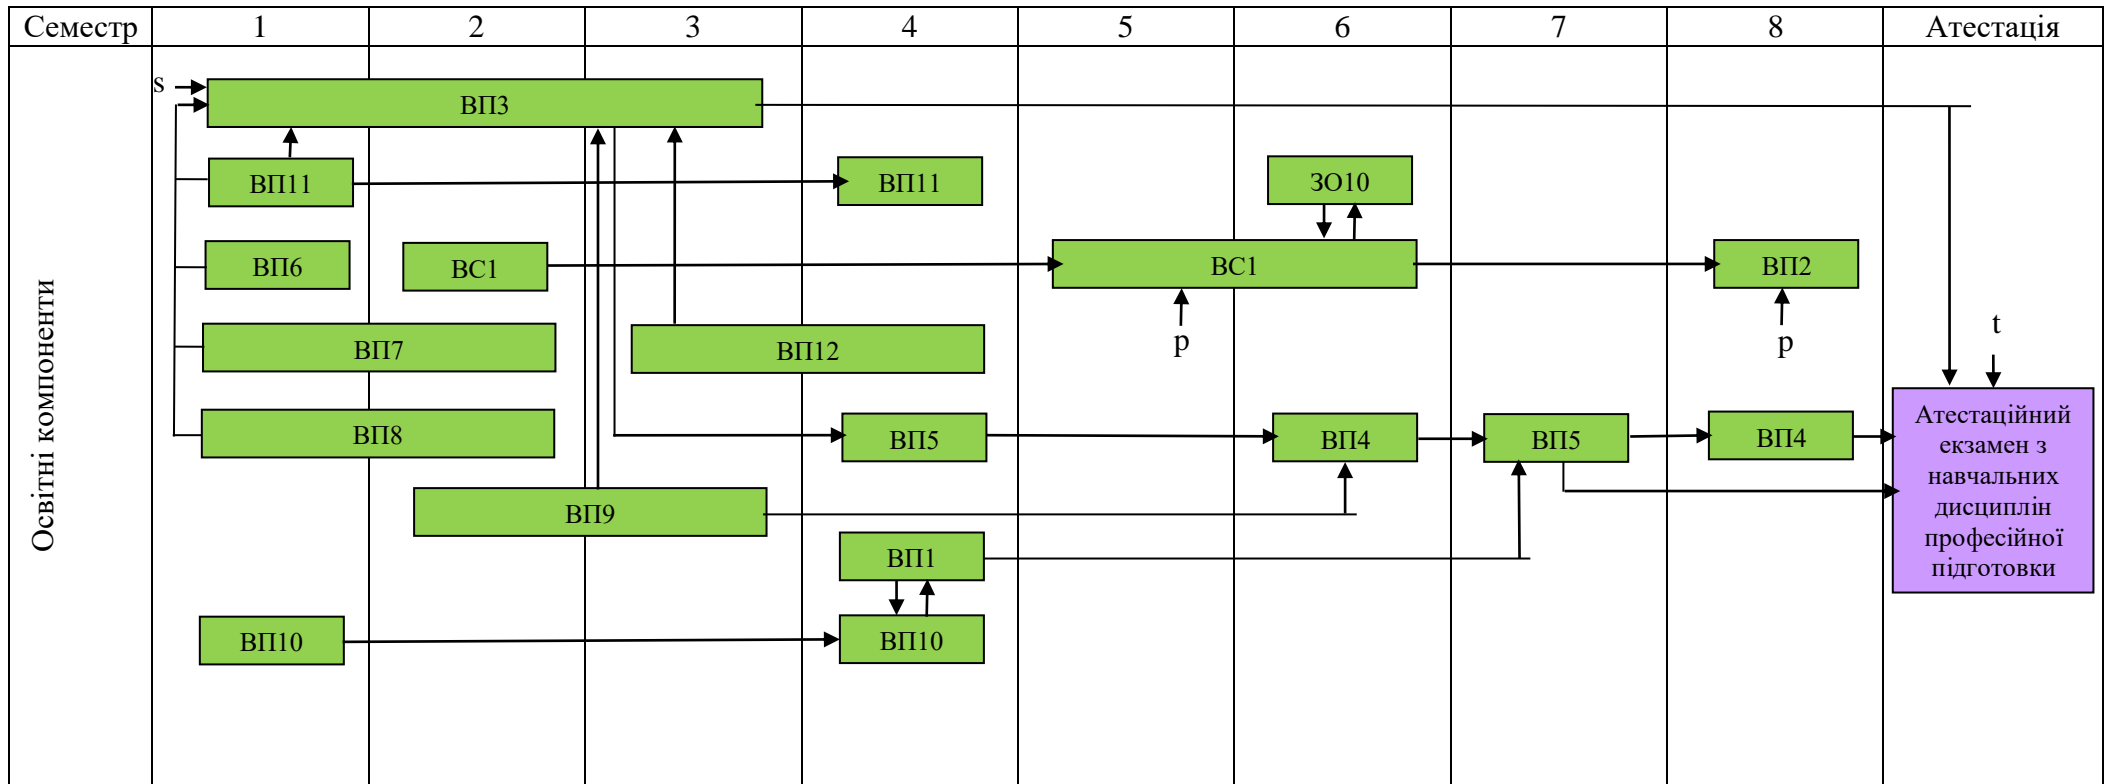 Семестр 1 2 3 4 5 6 7 8 Атестація
Освітні компоненти
s
ВП3
ВП11 ВП11 ЗО10
ВП6 ВС1 ВС1 ВП2
p p
t
ВП7 ВП12
ВП8 ВП5 ВП4 ВП5 ВП4
Атестаційний
екзамен з
навчальних
дисциплін
професійної
підготовки
ВП9
ВП1
ВП10 ВП10